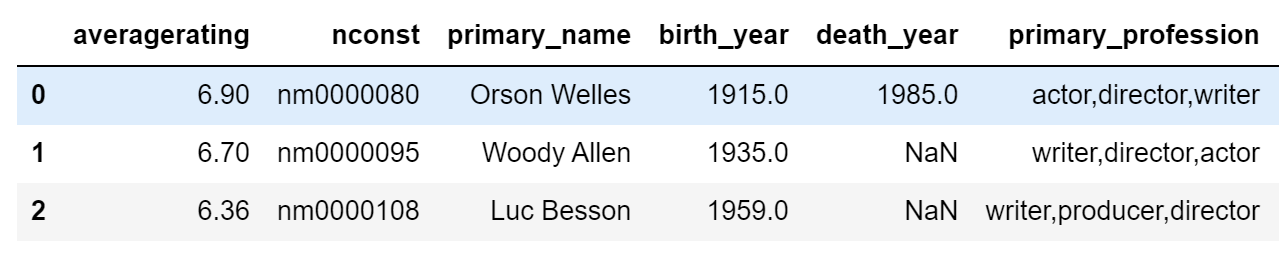 averagerating nconst primary_name birth_year death_year primary_profession
0 6.90 nm0000080 Orson Welles 1915.0 1985.0 actor,director,writer
1 6.70 nm0000095 Woody Allen 1935.0 NaN writer,director,actor
2 6.36 nm0000108 Luc Besson 1959.0 NaN writer,producer,director